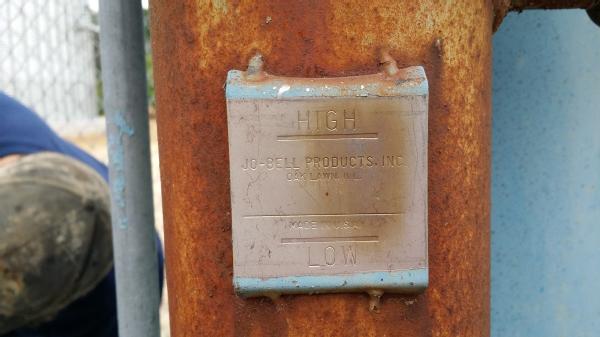 HIGH
JO-BELL PRODUCTS, INC.
OAK LAWN, ILL.
MADE IN U.S.A.
LOW